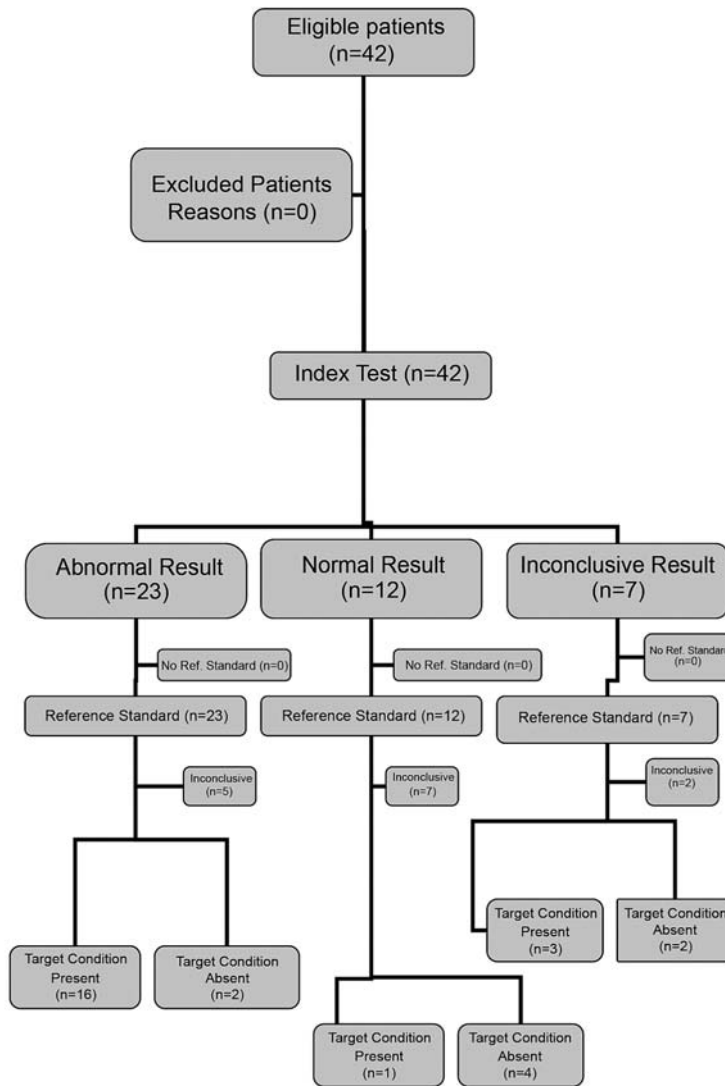 Eligible patients
(n=42)
Excluded Patients
Reasons (n=0)
Index Test (n=42)
Abnormal Result
(n=23)
Normal Result
(n=12)
Inconclusive Result
(n=7)
No Ref. Standard (n=0)
No Ref. Standard (n=0)
No Ref. Standard
(n=0)
Reference Standard (n=23)
Reference Standard (n=12)
Reference Standard (n=7)
Inconclusive
(n=5)
Inconclusive
(n=7)
Inconclusive
(n=2)
Target Condition
Present
(n=16)
Target Condition
Absent
(n=2)
Target Condition
Present
(n=1)
Target Condition
Absent
(n=4)
Target Condition
Present
(n=3)
Target Condition
Absent
(n=2)